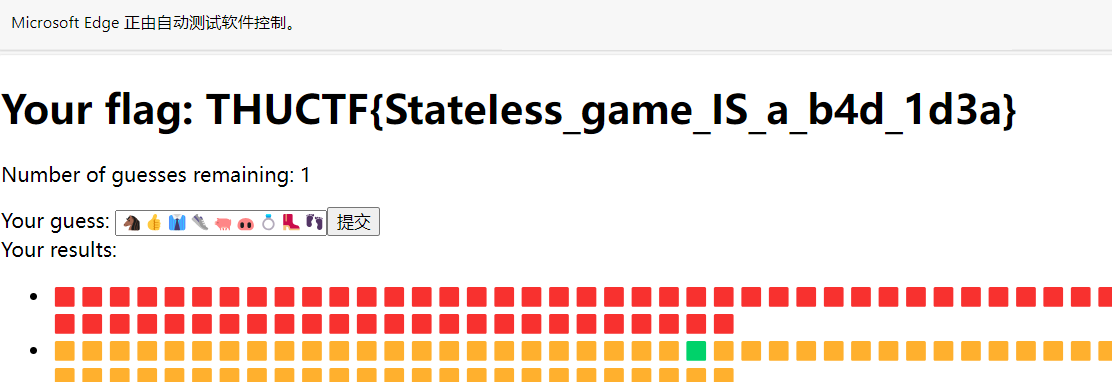 Microsoft Edge 正由自动测试软件控制。
Your flag: THUCTF{StateIess_game_IS_a_b4d_1d3a}
Number of guesses remaining: 1
Your guess: 提交
Your results: